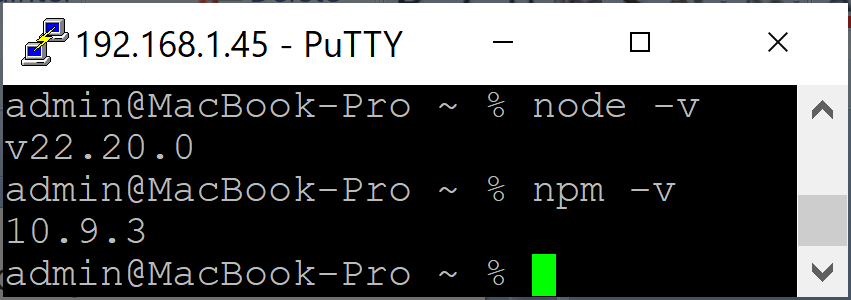 192.168.1.45 - PuTTY
admin@MacBook-Pro ~ % node -v
v22.20.0
admin@MacBook-Pro ~ % npm -v
10.9.3
admin@MacBook-Pro ~ %